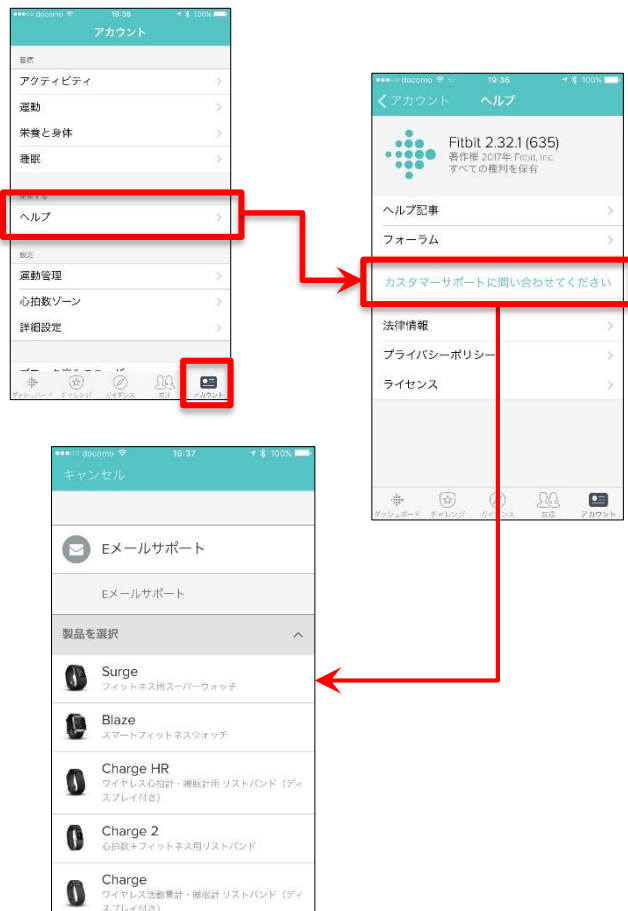 docomo 19:36 100%
アカウント
目標
アクティビティ
運動
栄養と身体
睡眠
ヘルプ
設定
運動管理
心拍数ゾーン
詳細設定
ダッシュボード チャレンジ ガイダンス 友達 アカウント
docomo 19:36 100%
アカウント ヘルプ
Fitbit 2.32.1 (635)
著作権 2017年 Fitbit, Inc.
すべての権利を保有
ヘルプ記事
フォーラム
カスタマーサポートに問い合わせてください
法律情報
プライバシーポリシー
ライセンス
ダッシュボード チャレンジ ガイダンス 友達 アカウント
docomo 19:37 100%
キャンセル
Eメールサポート
Eメールサポート
製品を選択
Surge
フィットネス用スーパーウォッチ
Blaze
スマートフィットネスウォッチ
Charge HR
ワイヤレス心拍計・睡眠計用 リストバンド（ディ
スプレイ付き）
Charge 2
心拍数＋フィットネス用リストバンド
Charge
ワイヤレス活動量計・睡眠計 リストバンド（ディ
スプレイ付き）